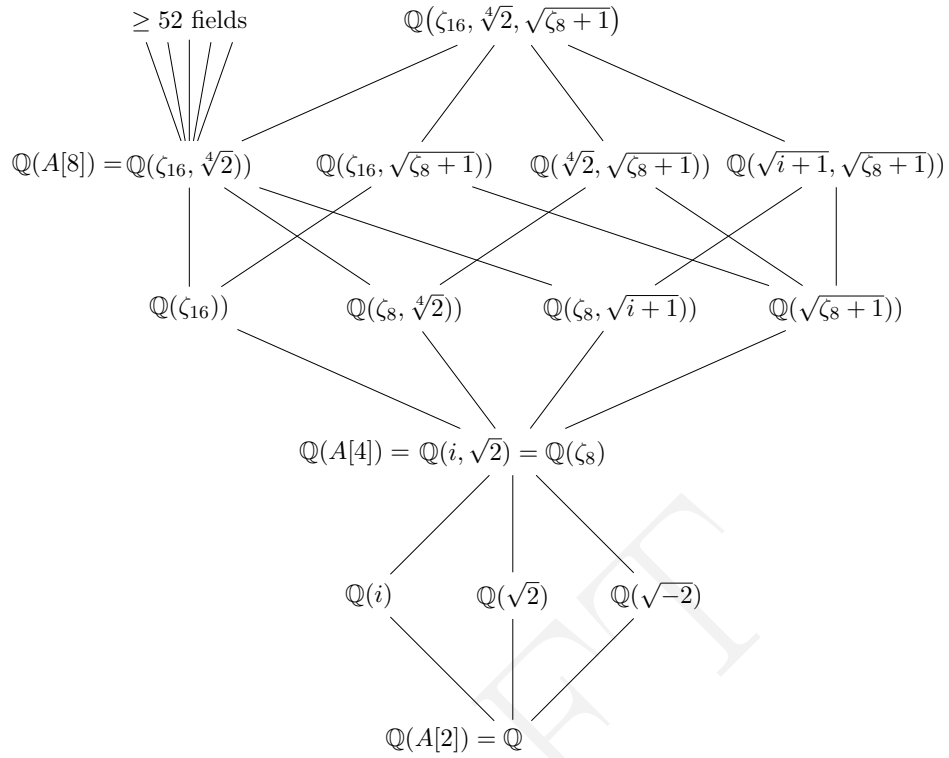 ≥ 52 fields ℚ(ζ₁₆, ∜2, √(ζ₈ + 1))
ℚ(A[8]) = ℚ(ζ₁₆, ∜2)) ℚ(ζ₁₆, √(ζ₈ + 1))) ℚ(∜2, √(ζ₈ + 1))) ℚ(√(i + 1), √(ζ₈ + 1)))
ℚ(ζ₁₆)) ℚ(ζ₈, ∜2)) ℚ(ζ₈, √(i + 1))) ℚ(√(ζ₈ + 1)))
ℚ(A[4]) = ℚ(i, √2) = ℚ(ζ₈)
ℚ(i) ℚ(√2) ℚ(√−2)
ℚ(A[2]) = ℚ